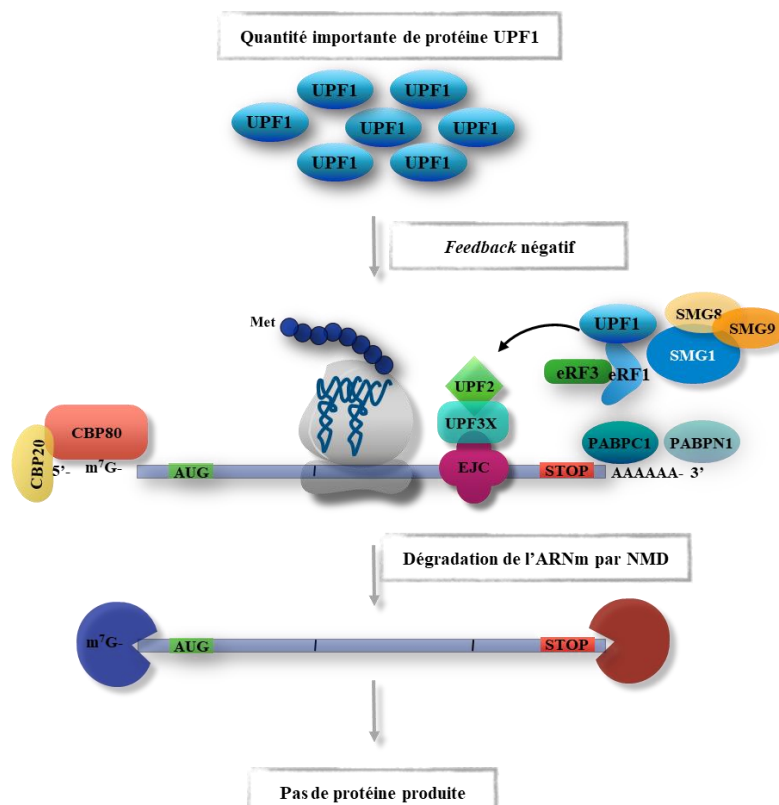 Quantité importante de protéine UPF1
UPF1 UPF1
UPF1 UPF1 UPF1
UPF1 UPF1
Feedback négatif
Met
UPF1
SMG8
SMG9
SMG1
eRF3
eRF1
UPF2
UPF3X
EJC
CBP80
CBP20
PABPC1
PABPN1
5’- m⁷G- AUG STOP AAAAAA- 3’
Dégradation de l’ARNm par NMD
m⁷G- AUG STOP
Pas de protéine produite